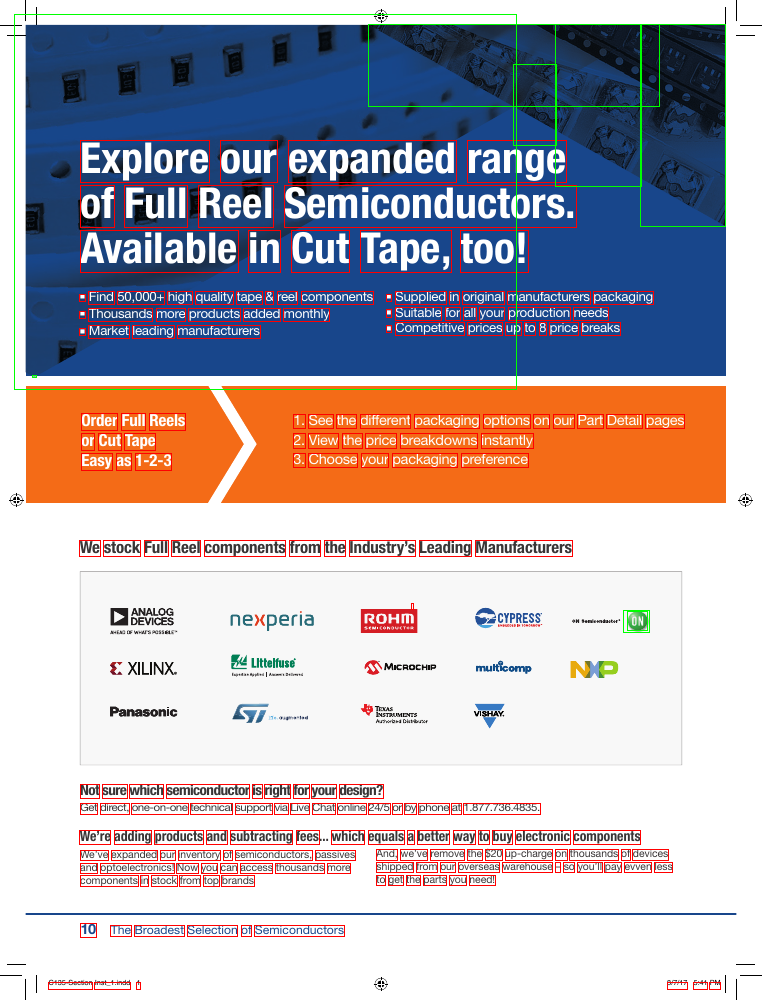 Explore our expanded range
of Full Reel Semiconductors.
Available in Cut Tape, too!
▪ Find 50,000+ high quality tape & reel components
▪ Thousands more products added monthly
▪ Market leading manufacturers
▪ Supplied in original manufacturers packaging
▪ Suitable for all your production needs
▪ Competitive prices up to 8 price breaks
Order Full Reels
or Cut Tape
Easy as 1-2-3
1. See the different packaging options on our Part Detail pages
2. View the price breakdowns instantly
3. Choose your packaging preference
We stock Full Reel components from the Industry's Leading Manufacturers
ANALOG
DEVICES
AHEAD OF WHAT'S POSSIBLE™
nexperia
ROHM
SEMICONDUCTOR
CYPRESS
EMBEDDED IN TOMORROW™
ON Semiconductor®
ON
XILINX®
Littelfuse®
Expertise Applied | Answers Delivered
MICROCHIP
multicomp
NXP
Panasonic
ST life.augmented
TEXAS
INSTRUMENTS
Authorized Distributor
VISHAY®
Not sure which semiconductor is right for your design?
Get direct, one-on-one technical support via Live Chat online 24/5 or by phone at 1.877.736.4835.
We're adding products and subtracting fees... which equals a better way to buy electronic components
We've expanded our inventory of semiconductors, passives
and optoelectronics! Now you can access thousands more
components in stock from top brands
And, we've remove the $20 up-charge on thousands of devices
shipped from our overseas warehouse – so you'll pay evven less
to get the parts you need!
10 The Broadest Selection of Semiconductors
C185-Section Inst_1.indd 1
8/7/17 5:41 PM